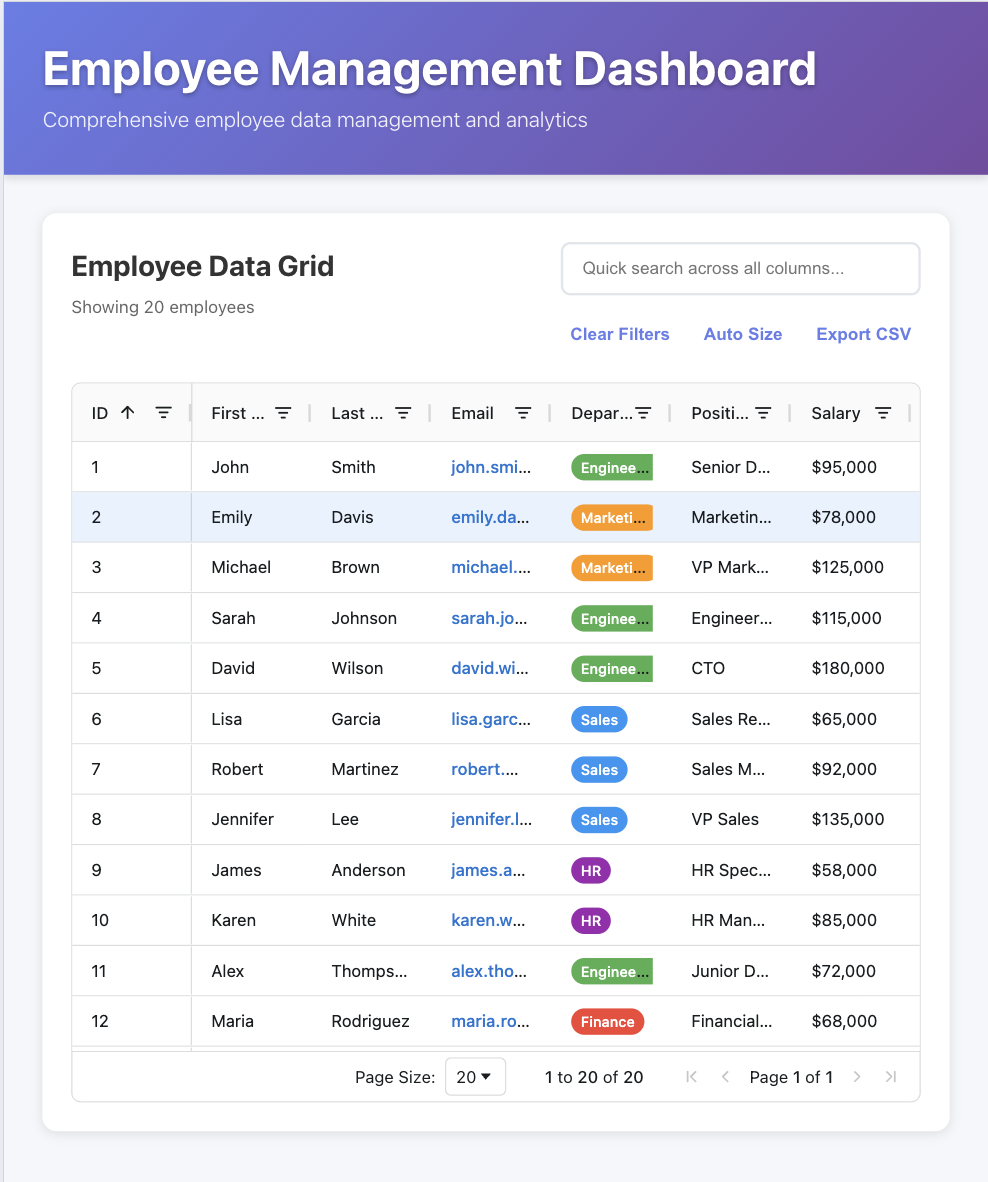 Employee Management Dashboard
Comprehensive employee data management and analytics
Employee Data Grid
Quick search across all columns...
Showing 20 employees
Clear Filters Auto Size Export CSV
ID First ... Last ... Email Depar... Positi... Salary
1 John Smith john.smi... Enginee... Senior D... $95,000
2 Emily Davis emily.da... Marketi... Marketin... $78,000
3 Michael Brown michael.... Marketi... VP Mark... $125,000
4 Sarah Johnson sarah.jo... Enginee... Engineer... $115,000
5 David Wilson david.wi... Enginee... CTO $180,000
6 Lisa Garcia lisa.garc... Sales Sales Re... $65,000
7 Robert Martinez robert.... Sales Sales M... $92,000
8 Jennifer Lee jennifer.l... Sales VP Sales $135,000
9 James Anderson james.a... HR HR Spec... $58,000
10 Karen White karen.w... HR HR Man... $85,000
11 Alex Thomps... alex.tho... Enginee... Junior D... $72,000
12 Maria Rodriguez maria.ro... Finance Financial... $68,000
Page Size: 20 1 to 20 of 20 Page 1 of 1